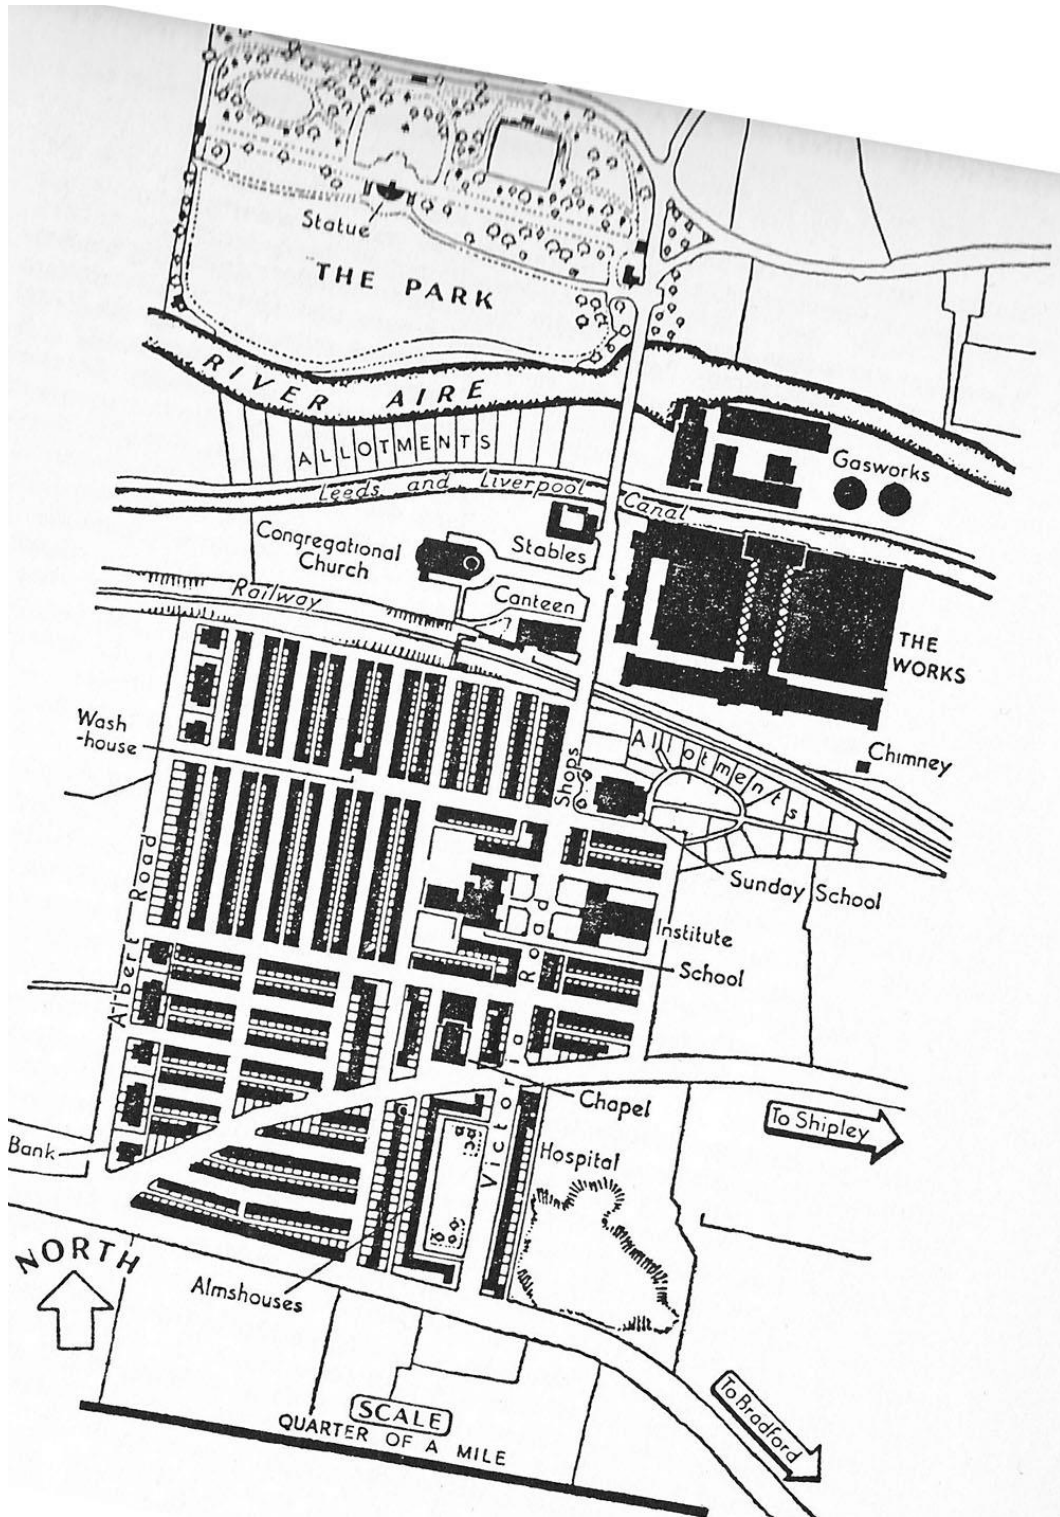 Statue
THE PARK
RIVER AIRE
ALLOTMENTS
Leeds and Liverpool Canal
Gasworks
Congregational
Church
Stables
Canteen
Railway
THE
WORKS
Wash
-house
Shops
Allotments
Chimney
Sunday School
Institute
School
Albert Road
Victoria Road
Chapel
To Shipley
Bank
Hospital
NORTH
Almshouses
To Bradford
SCALE
QUARTER OF A MILE